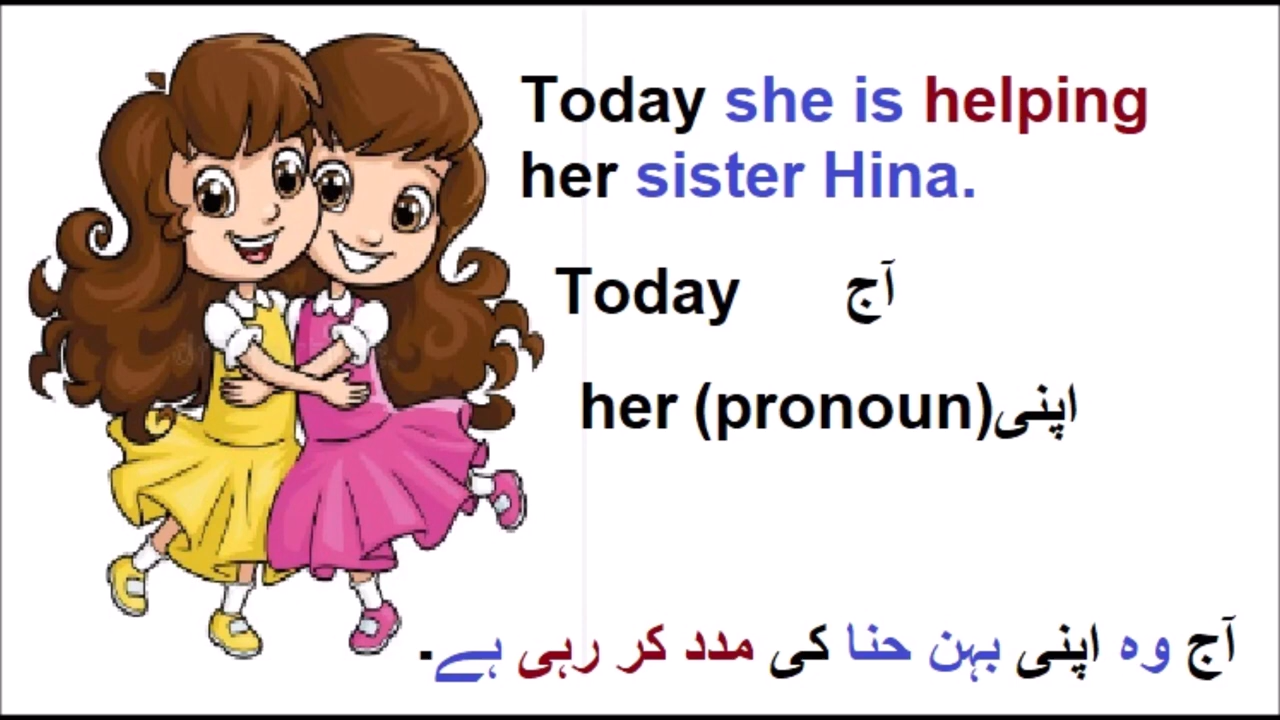 Today she is helping
her sister Hina.
Today آج
her (pronoun)اپنی
آج وہ اپنی بہن حنا کی مدد کر رہی ہے۔